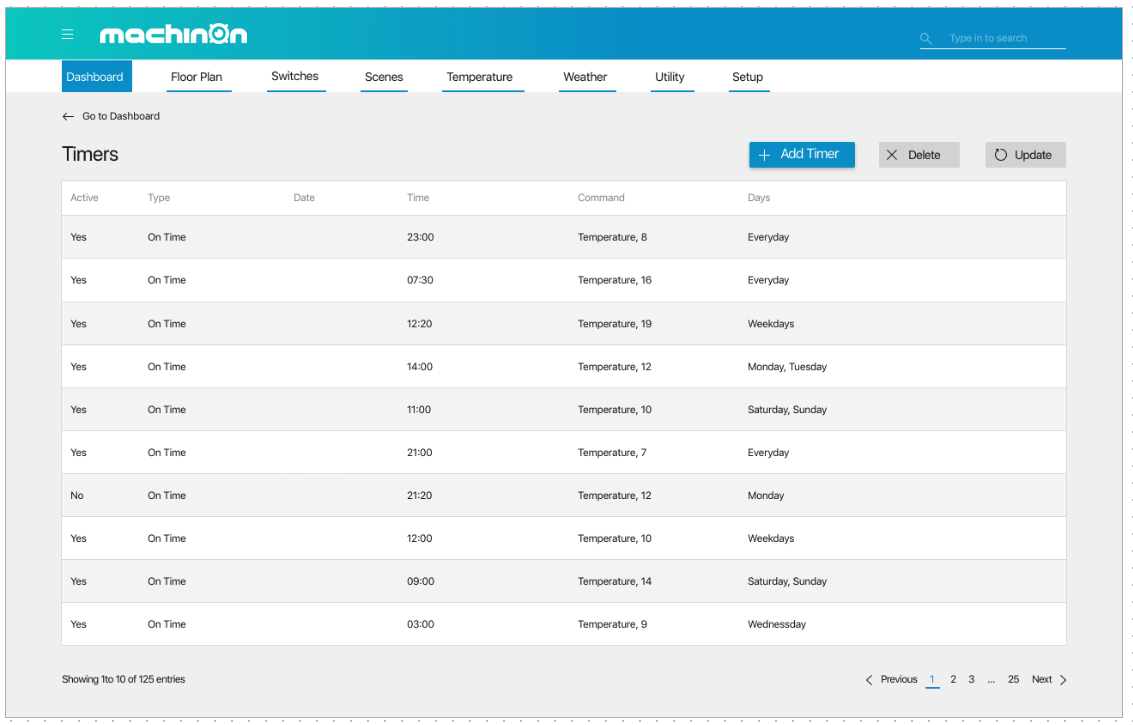 machinon
Type in to search
Dashboard Floor Plan Switches Scenes Temperature Weather Utility Setup
Go to Dashboard
Timers
Add Timer Delete Update
Active Type Date Time Command Days
Yes On Time 23:00 Temperature, 8 Everyday
Yes On Time 07:30 Temperature, 16 Everyday
Yes On Time 12:20 Temperature, 19 Weekdays
Yes On Time 14:00 Temperature, 12 Monday, Tuesday
Yes On Time 11:00 Temperature, 10 Saturday, Sunday
Yes On Time 21:00 Temperature, 7 Everyday
No On Time 21:20 Temperature, 12 Monday
Yes On Time 12:00 Temperature, 10 Weekdays
Yes On Time 09:00 Temperature, 14 Saturday, Sunday
Yes On Time 03:00 Temperature, 9 Wednessday
Showing 1to 10 of 125 entries
Previous 1 2 3 ... 25 Next